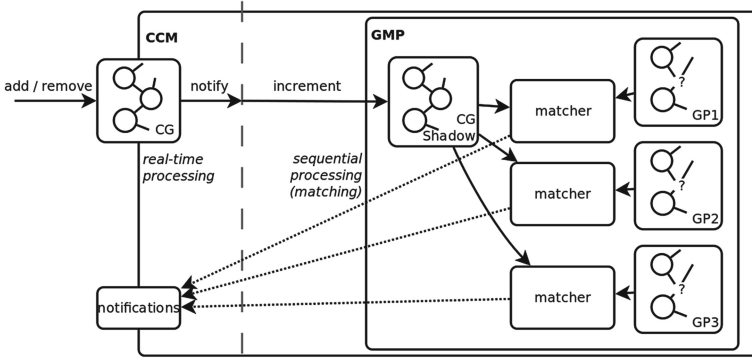 CCM
GMP
add / remove
CG
notify
increment
CG
Shadow
matcher
?
GP1
real-time
processing
sequential
processing
(matching)
matcher
?
GP2
notifications
matcher
?
GP3